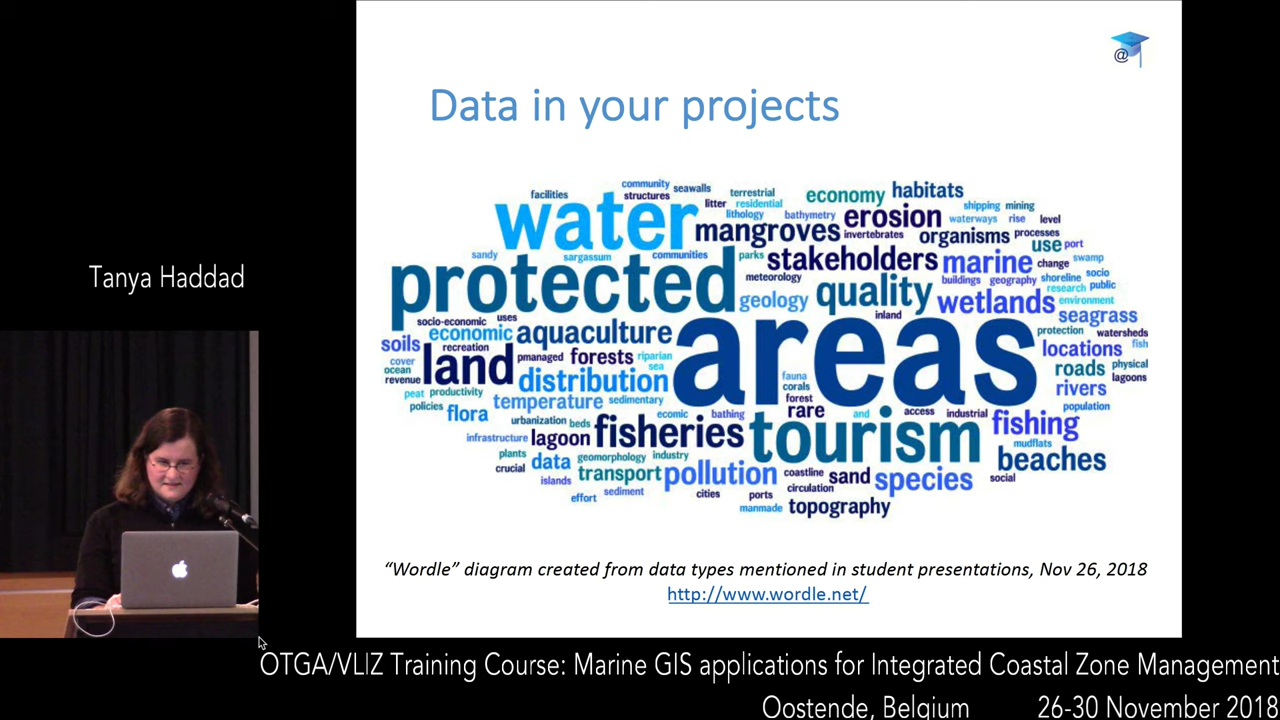 @
Data in your projects
Tanya Haddad
community
seawalls
facilities
structures
terrestrial
economy
habitats
litter
residential
shipping
mining
water
lithology
bathymetry
erosion
waterways
rise
level
mangroves
invertebrates
organisms
processes
use
port
sandy
sargassum
communities
parks
stakeholders
marine
change
swamp
protected
meteorology
buildings
geography
shoreline
socio
research
public
geology
quality
wetlands
environment
inland
seagrass
socio-economic
uses
economic
aquaculture
areas
protection
watersheds
soils
recreation
locations
fish
cover
land
pmanaged
forests
riparian
sea
roads
physical
ocean
revenue
distribution
fauna
corals
lagoons
rivers
peat
productivity
temperature
sedimentary
forest
rare
population
policies
flora
ecomic
bathing
and
access
industrial
fishing
urbanization
beds
infrastructure
lagoon
fisheries
tourism
mudflats
plants
data
geomorphology
industry
beaches
crucial
transport
pollution
coastline
sand
species
social
islands
circulation
effort
sediment
cities
ports
manmade
topography
“Wordle” diagram created from data types mentioned in student presentations, Nov 26, 2018
http://www.wordle.net/
OTGA/VLIZ Training Course: Marine GIS applications for Integrated Coastal Zone Management
Oostende, Belgium 26-30 November 2018